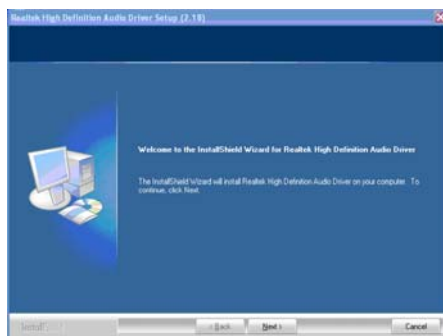 Realtek High Definition Audio Driver Setup (2.18)
Welcome to the InstallShield Wizard for Realtek High Definition Audio Driver
The InstallShield Wizard will install Realtek High Definition Audio Driver on your computer. To
continue, click Next.
< Back Next > Cancel